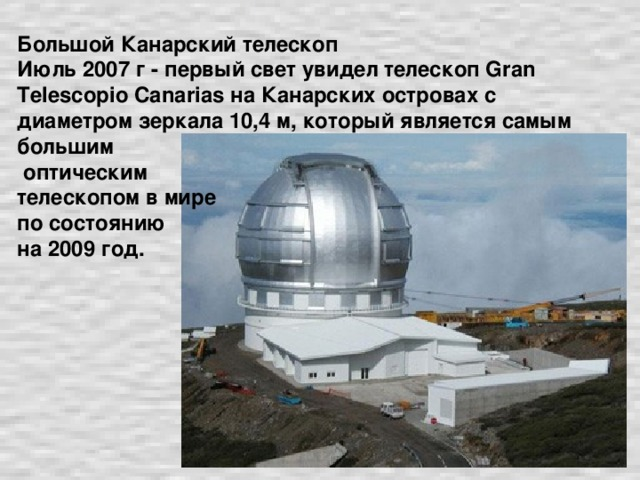 Большой Канарский телескоп
Июль 2007 г - первый свет увидел телескоп Gran
Telescopio Canarias на Канарских островах с
диаметром зеркала 10,4 м, который является самым
большим
оптическим
телескопом в мире
по состоянию
на 2009 год.